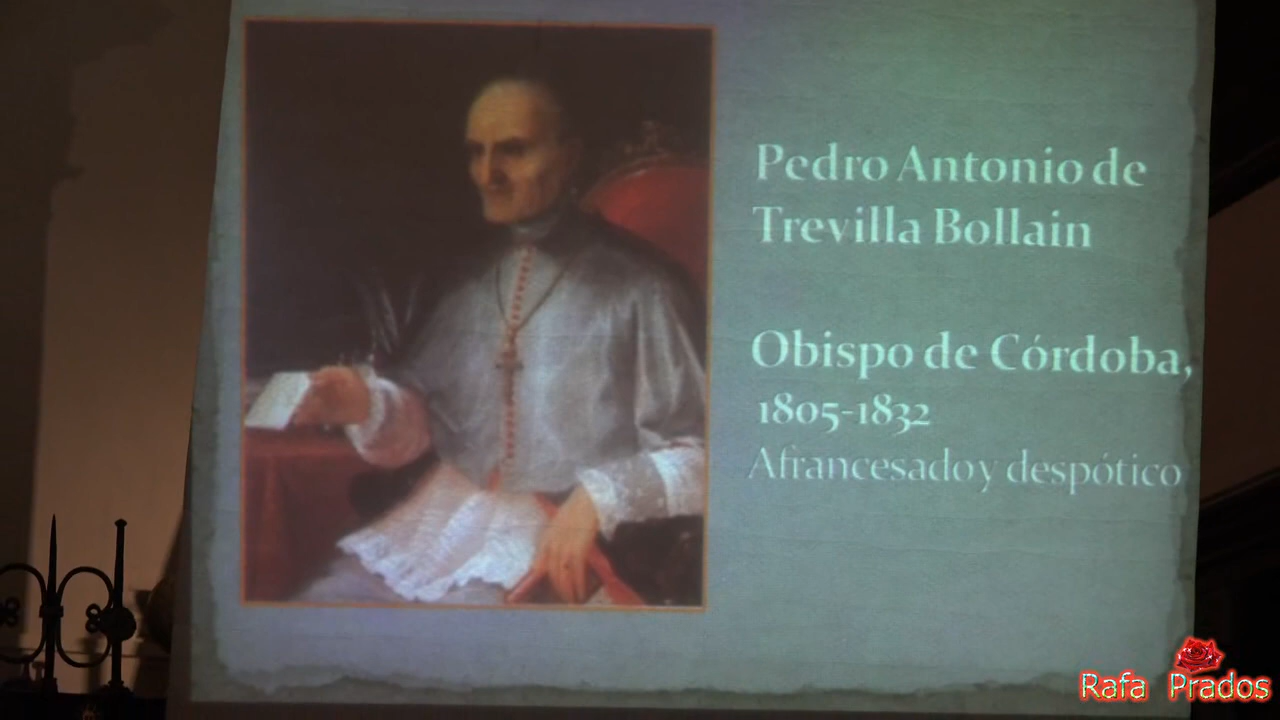 Pedro Antonio de
Trevilla Bollain
Obispo de Córdoba,
1805-1832
Afrancesado y despótico
Rafa Prados